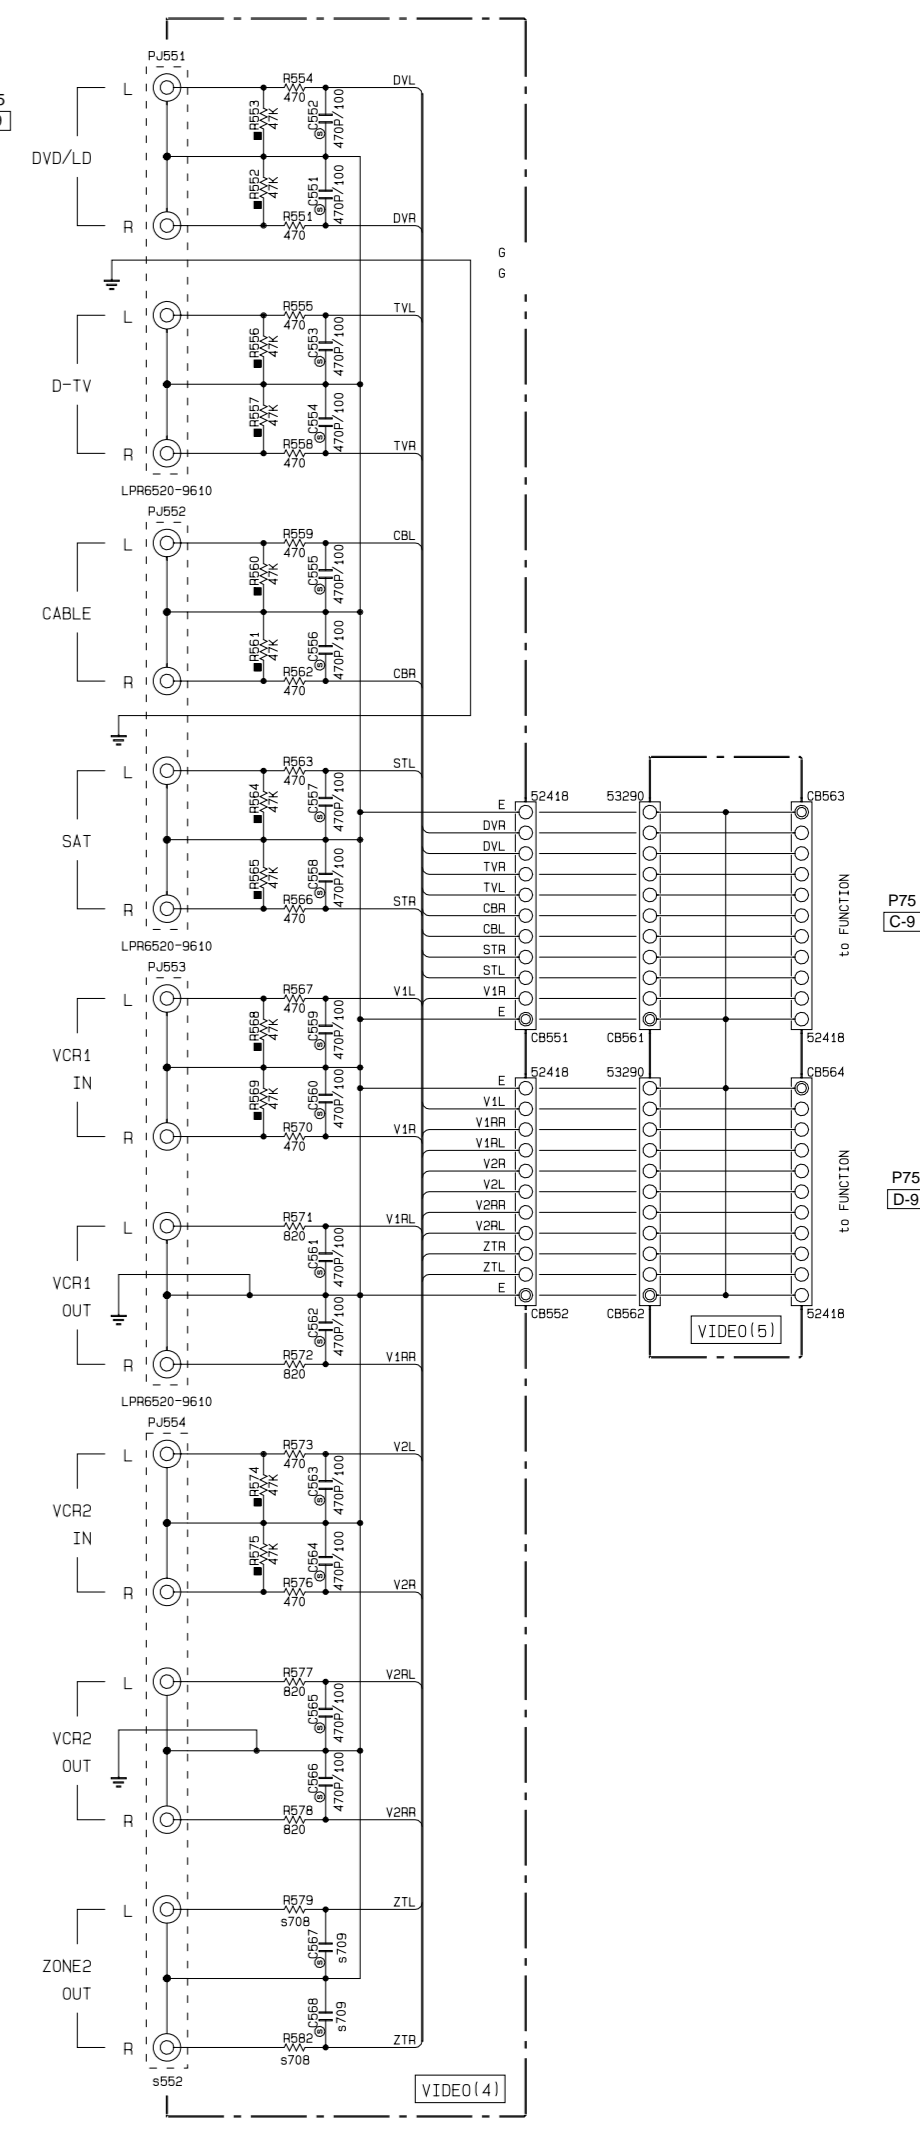 PJ551
L
R554
470
DVL
R553
47K
C552
470P/100
DVD/LD
R552
47K
C551
470P/100
R
R551
470
DVR
G
G
L
R555
470
TVL
R556
47K
C553
470P/100
D-TV
R557
47K
C554
470P/100
R
R558
470
TVR
LPR6520-9610
PJ552
L
R559
470
CBL
R560
47K
C555
470P/100
CABLE
R561
47K
C556
470P/100
R
R562
470
CBR
L
R563
470
STL
R564
47K
C557
470P/100
SAT
R565
47K
C558
470P/100
R
R566
470
STR
LPR6520-9610
PJ553
L
R567
470
V1L
R568
47K
C559
470P/100
VCR1
IN
R569
47K
C560
470P/100
R
R570
470
V1R
L
R571
820
V1RL
C561
470P/100
VCR1
OUT
C562
470P/100
R
R572
820
V1RR
LPR6520-9610
PJ554
L
R573
470
V2L
R574
47K
C563
470P/100
VCR2
IN
R575
47K
C564
470P/100
R
R576
470
V2R
L
R577
820
V2RL
C565
470P/100
VCR2
OUT
C566
470P/100
R
R578
820
V2RR
L
R579
s708
ZTL
C567
s709
ZONE2
OUT
C568
s709
R
R582
s708
ZTR
s552
VIDEO(4)
52418
53290
CB563
E
DVR
DVL
TVR
TVL
CBR
CBL
STR
STL
V1R
E
CB551
CB561
52418
to FUNCTION
P75
C-9
52418
53290
CB564
E
V1L
V1RR
V1RL
V2R
V2L
V2RR
V2RL
ZTR
ZTL
E
CB552
CB562
52418
to FUNCTION
P75
D-9
VIDEO(5)